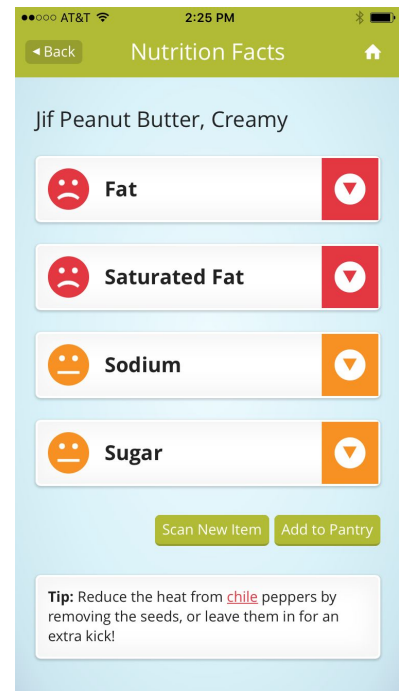 AT&T 2:25 PM
Back Nutrition Facts
Jif Peanut Butter, Creamy
Fat
Saturated Fat
Sodium
Sugar
Scan New Item Add to Pantry
Tip: Reduce the heat from chile peppers by
removing the seeds, or leave them in for an
extra kick!